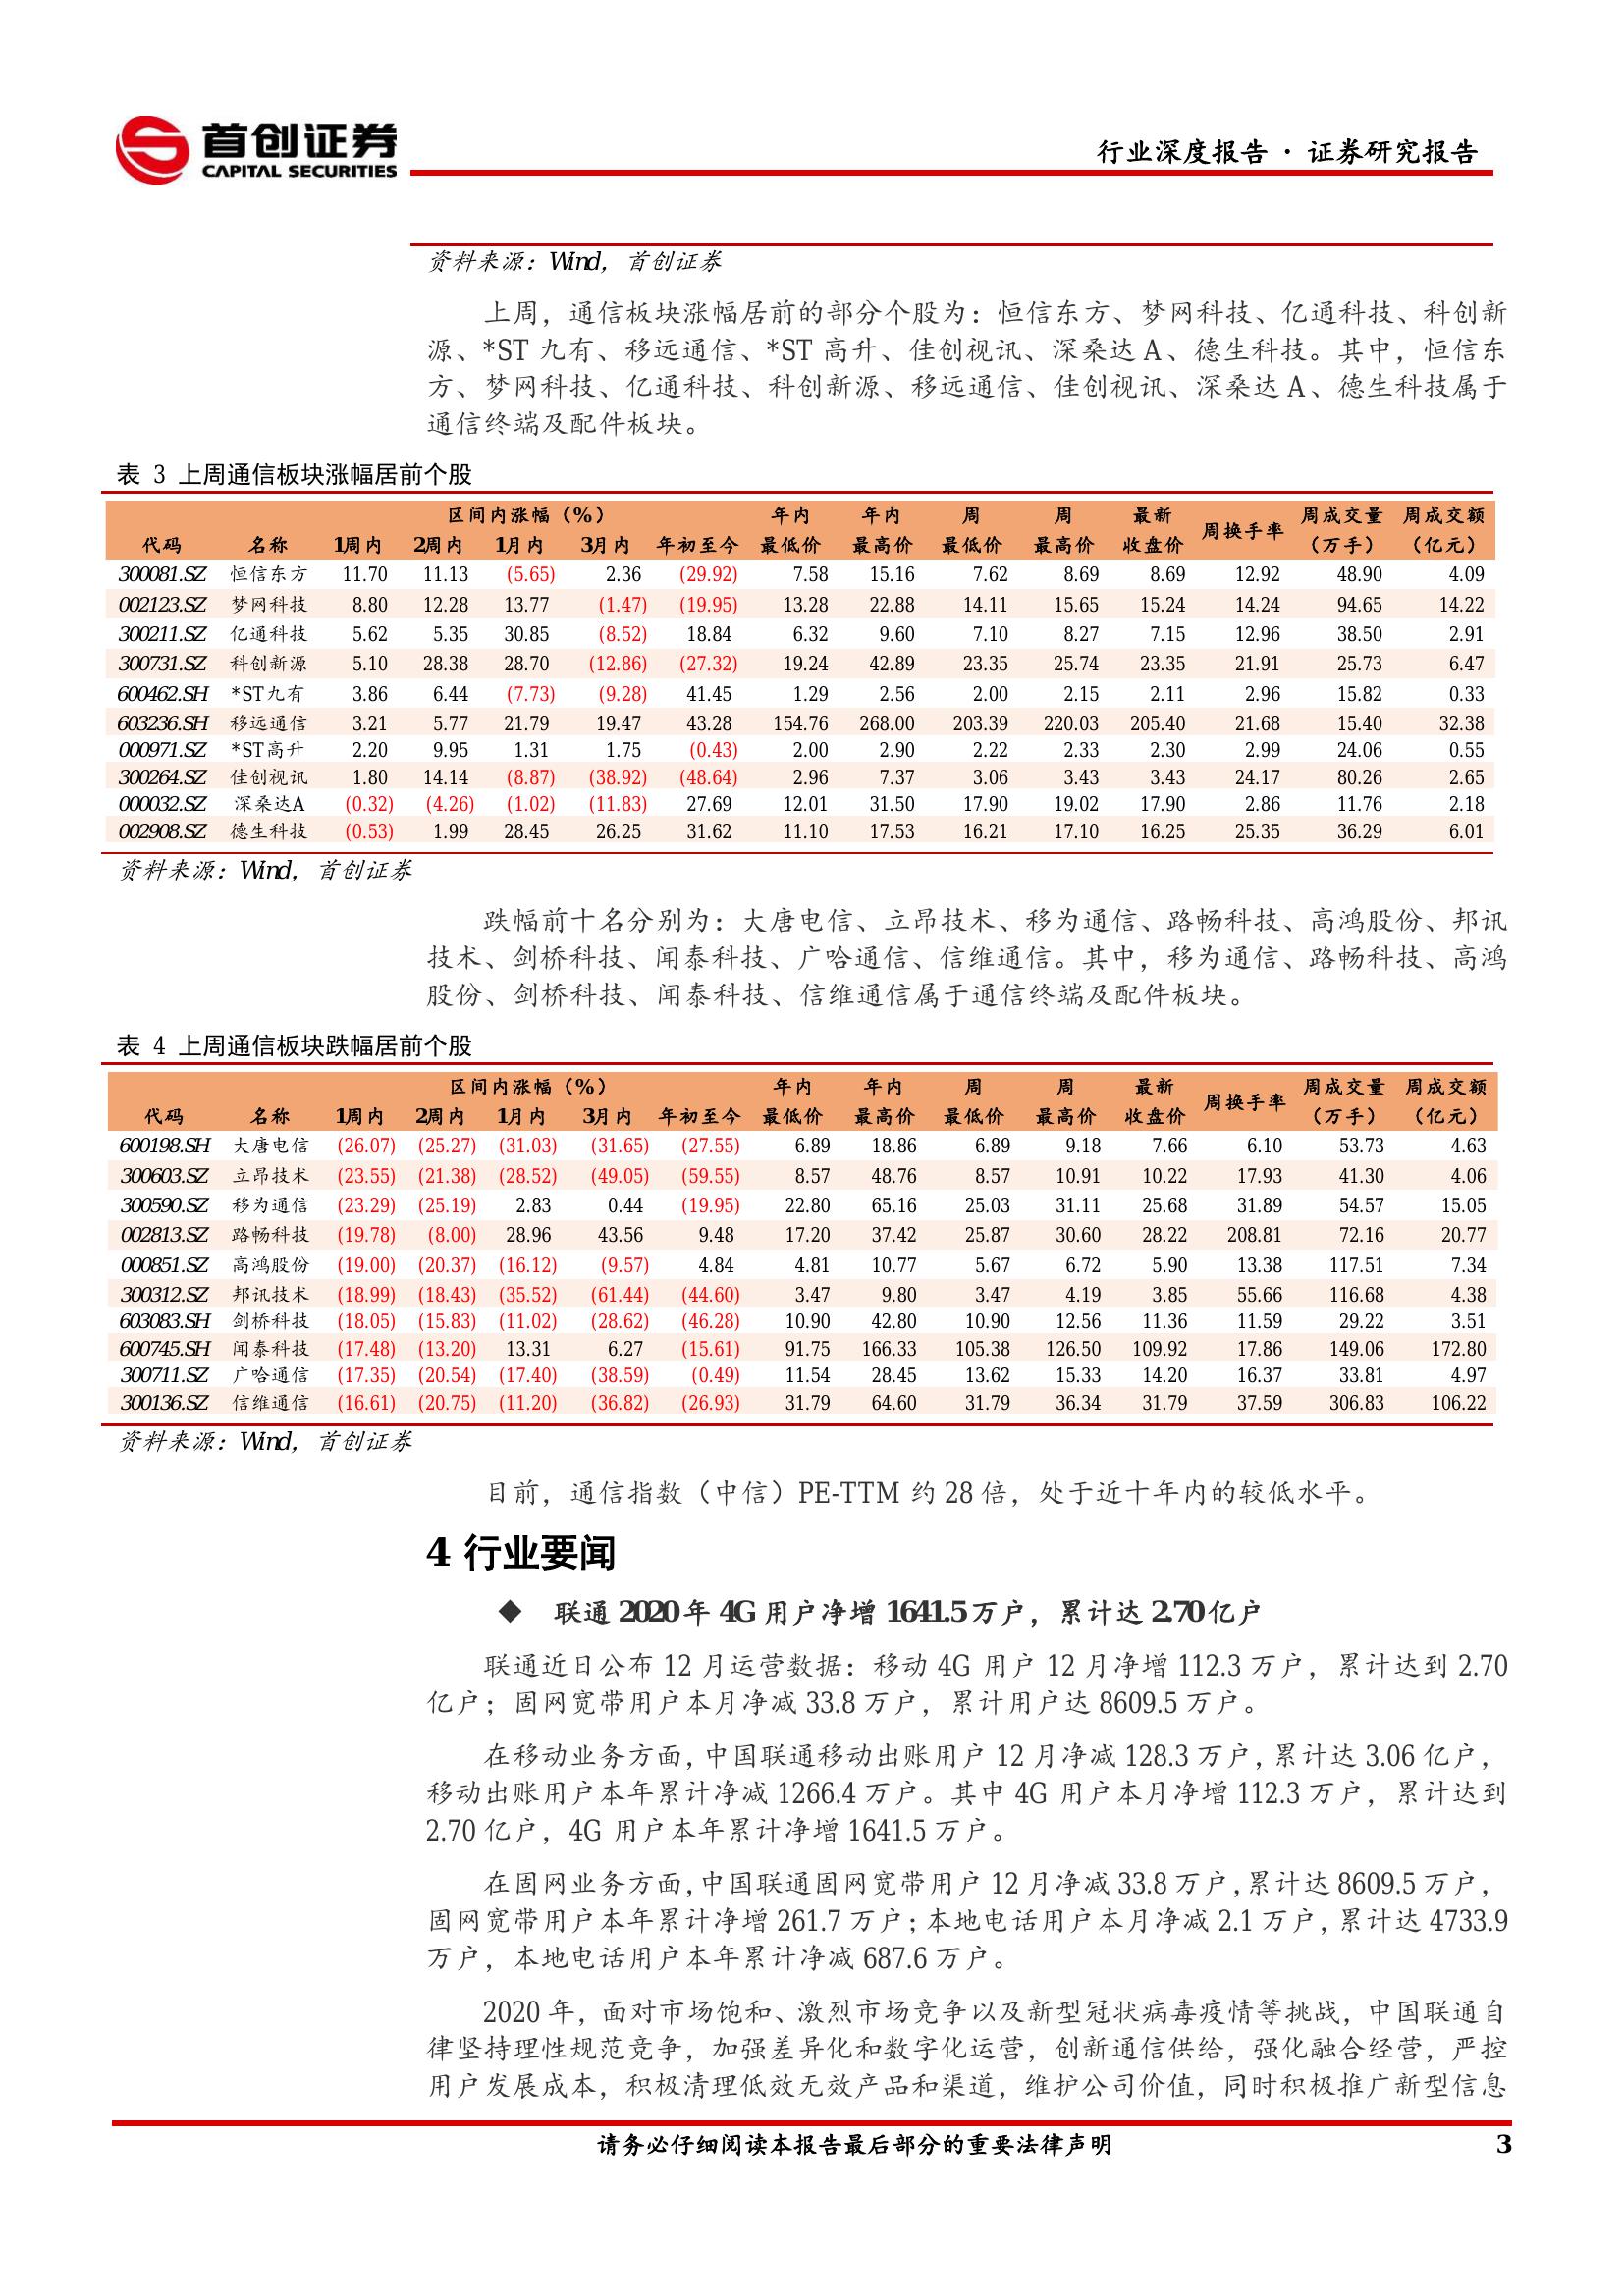 首创证券
CAPITAL SECURITIES
行业深度报告 · 证券研究报告
资料来源：Wind，首创证券
上周，通信板块涨幅居前的部分个股为：恒信东方、梦网科技、亿通科技、科创新
源、*ST 九有、移远通信、*ST 高升、佳创视讯、深桑达 A、德生科技。其中，恒信东
方、梦网科技、亿通科技、科创新源、移远通信、佳创视讯、深桑达 A、德生科技属于
通信终端及配件板块。
表 3 上周通信板块涨幅居前个股
区间内涨幅（%） 年内 年内 周 周 最新 周换手率 周成交量 周成交额
代码 名称 1周内 2周内 1月内 3月内 年初至今 最低价 最高价 最低价 最高价 收盘价 （万手） （亿元）
300081.SZ 恒信东方 11.70 11.13 (5.65) 2.36 (29.92) 7.58 15.16 7.62 8.69 8.69 12.92 48.90 4.09
002123.SZ 梦网科技 8.80 12.28 13.77 (1.47) (19.95) 13.28 22.88 14.11 15.65 15.24 14.24 94.65 14.22
300211.SZ 亿通科技 5.62 5.35 30.85 (8.52) 18.84 6.32 9.60 7.10 8.27 7.15 12.96 38.50 2.91
300731.SZ 科创新源 5.10 28.38 28.70 (12.86) (27.32) 19.24 42.89 23.35 25.74 23.35 21.91 25.73 6.47
600462.SH *ST九有 3.86 6.44 (7.73) (9.28) 41.45 1.29 2.56 2.00 2.15 2.11 2.96 15.82 0.33
603236.SH 移远通信 3.21 5.77 21.79 19.47 43.28 154.76 268.00 203.39 220.03 205.40 21.68 15.40 32.38
000971.SZ *ST高升 2.20 9.95 1.31 1.75 (0.43) 2.00 2.90 2.22 2.33 2.30 2.99 24.06 0.55
300264.SZ 佳创视讯 1.80 14.14 (8.87) (38.92) (48.64) 2.96 7.37 3.06 3.43 3.43 24.17 80.26 2.65
000032.SZ 深桑达A (0.32) (4.26) (1.02) (11.83) 27.69 12.01 31.50 17.90 19.02 17.90 2.86 11.76 2.18
002908.SZ 德生科技 (0.53) 1.99 28.45 26.25 31.62 11.10 17.53 16.21 17.10 16.25 25.35 36.29 6.01
资料来源：Wind，首创证券
跌幅前十名分别为：大唐电信、立昂技术、移为通信、路畅科技、高鸿股份、邦讯
技术、剑桥科技、闻泰科技、广哈通信、信维通信。其中，移为通信、路畅科技、高鸿
股份、剑桥科技、闻泰科技、信维通信属于通信终端及配件板块。
表 4 上周通信板块跌幅居前个股
区间内涨幅（%） 年内 年内 周 周 最新 周换手率 周成交量 周成交额
代码 名称 1周内 2周内 1月内 3月内 年初至今 最低价 最高价 最低价 最高价 收盘价 （万手） （亿元）
600198.SH 大唐电信 (26.07) (25.27) (31.03) (31.65) (27.55) 6.89 18.86 6.89 9.18 7.66 6.10 53.73 4.63
300603.SZ 立昂技术 (23.55) (21.38) (28.52) (49.05) (59.55) 8.57 48.76 8.57 10.91 10.22 17.93 41.30 4.06
300590.SZ 移为通信 (23.29) (25.19) 2.83 0.44 (19.95) 22.80 65.16 25.03 31.11 25.68 31.89 54.57 15.05
002813.SZ 路畅科技 (19.78) (8.00) 28.96 43.56 9.48 17.20 37.42 25.87 30.60 28.22 208.81 72.16 20.77
000851.SZ 高鸿股份 (19.00) (20.37) (16.12) (9.57) 4.84 4.81 10.77 5.67 6.72 5.90 13.38 117.51 7.34
300312.SZ 邦讯技术 (18.99) (18.43) (35.52) (61.44) (44.60) 3.47 9.80 3.47 4.19 3.85 55.66 116.68 4.38
603083.SH 剑桥科技 (18.05) (15.83) (11.02) (28.62) (46.28) 10.90 42.80 10.90 12.56 11.36 11.59 29.22 3.51
600745.SH 闻泰科技 (17.48) (13.20) 13.31 6.27 (15.61) 91.75 166.33 105.38 126.50 109.92 17.86 149.06 172.80
300711.SZ 广哈通信 (17.35) (20.54) (17.40) (38.59) (0.49) 11.54 28.45 13.62 15.33 14.20 16.37 33.81 4.97
300136.SZ 信维通信 (16.61) (20.75) (11.20) (36.82) (26.93) 31.79 64.60 31.79 36.34 31.79 37.59 306.83 106.22
资料来源：Wind，首创证券
目前，通信指数（中信）PE-TTM 约 28 倍，处于近十年内的较低水平。
4 行业要闻
◆ 联通 2020 年 4G 用户净增 1641.5 万户，累计达 2.70 亿户
联通近日公布 12 月运营数据：移动 4G 用户 12 月净增 112.3 万户，累计达到 2.70
亿户；固网宽带用户本月净减 33.8 万户，累计用户达 8609.5 万户。
在移动业务方面，中国联通移动出账用户 12 月净减 128.3 万户，累计达 3.06 亿户，
移动出账用户本年累计净减 1266.4 万户。其中 4G 用户本月净增 112.3 万户，累计达到
2.70 亿户，4G 用户本年累计净增 1641.5 万户。
在固网业务方面，中国联通固网宽带用户 12 月净减 33.8 万户，累计达 8609.5 万户，
固网宽带用户本年累计净增 261.7 万户；本地电话用户本月净减 2.1 万户，累计达 4733.9
万户，本地电话用户本年累计净减 687.6 万户。
2020 年，面对市场饱和、激烈市场竞争以及新型冠状病毒疫情等挑战，中国联通自
律坚持理性规范竞争，加强差异化和数字化运营，创新通信供给，强化融合经营，严控
用户发展成本，积极清理低效无效产品和渠道，维护公司价值，同时积极推广新型信息
请务必仔细阅读本报告最后部分的重要法律声明
3